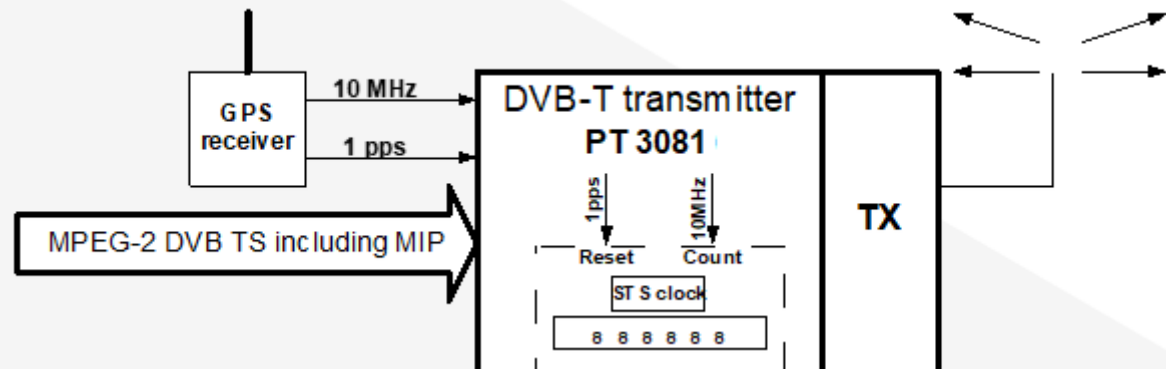 GPS
receiver
10 MHz
1 pps
DVB-T transmitter
PT 3081
1pps
10MHz
TX
MPEG-2 DVB TS including MIP
Reset
Count
STS clock
8 8 8 8 8 8